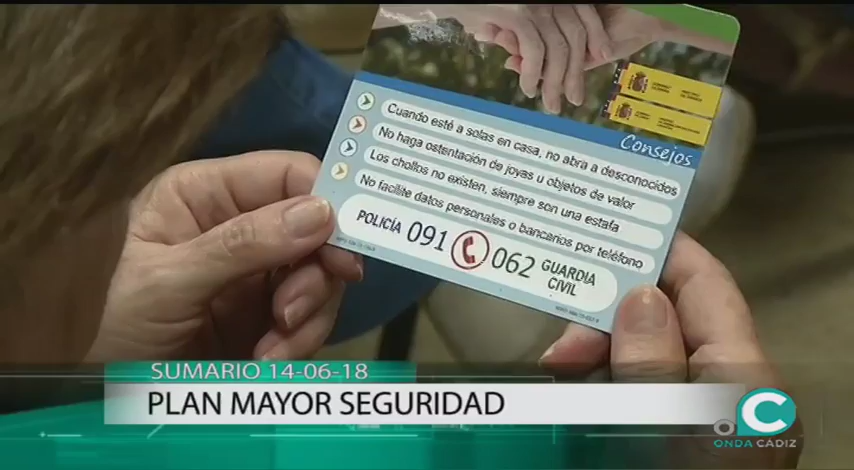 Consejos
Cuando esté a solas en casa, no abra a desconocidos
No haga ostentación de joyas u objetos de valor
Los chollos no existen, siempre son una estafa
No facilite datos personales o bancarios por teléfono
POLICÍA 091 062 GUARDIA CIVIL
SUMARIO 14-06-18
PLAN MAYOR SEGURIDAD
ONDA CÁDIZ